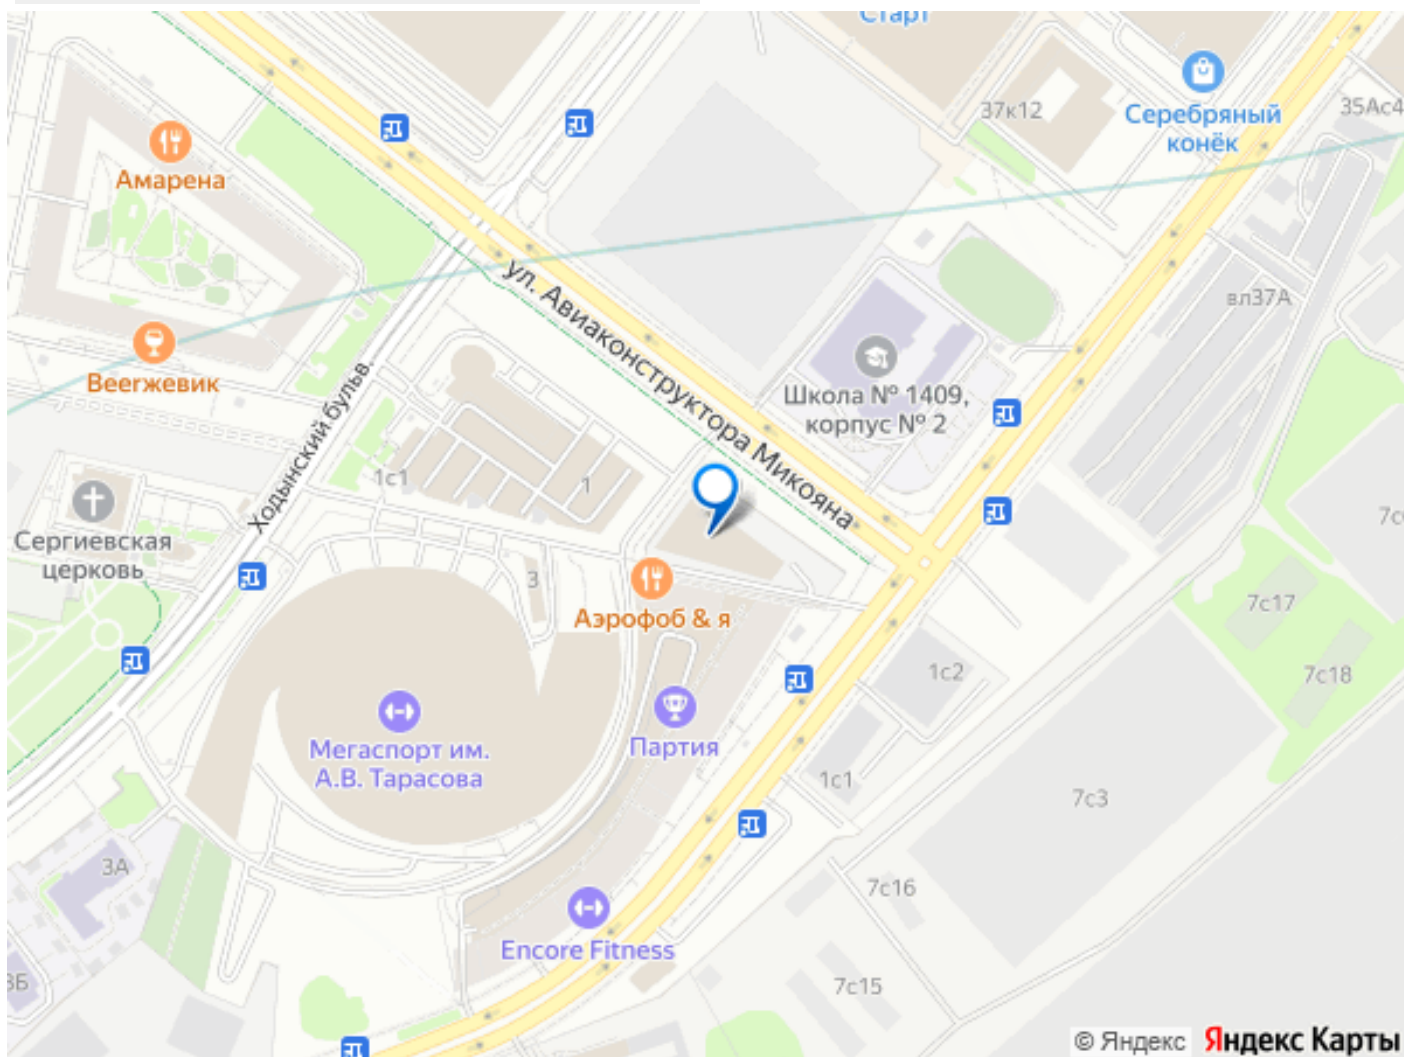 Старт
37к12
Серебряный
конёк
35Ас4
Амарена
вл37А
ул. Авиаконструктора Микояна
Вееrжевик
Школа № 1409,
корпус № 2
Ходынский бульв.
1с1
1
Сергиевская
церковь
3
Аэрофоб & я
7с17
7с18
1с2
Мегаспорт им.
А.В. Тарасова
Партия
1с1
7с3
3А
7с16
Encore Fitness
7с15
© Яндекс Яндекс Карты